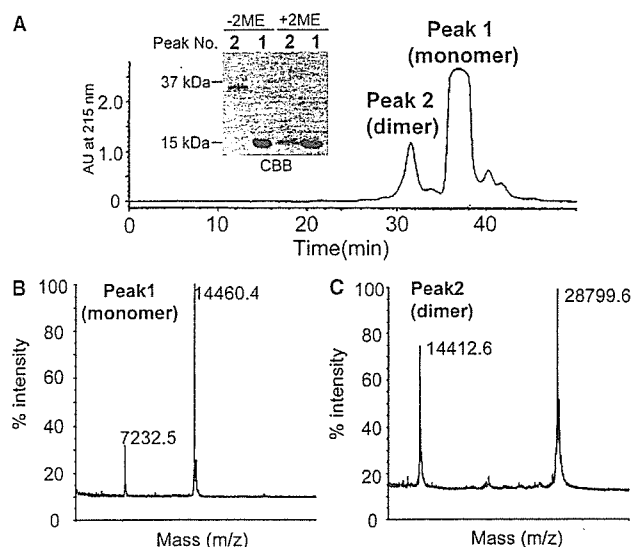 A
-2ME +2ME
Peak No. 2 1 2 1
37 kDa
15 kDa
CBB
Peak 1
(monomer)
Peak 2
(dimer)
AU at 215 nm
2.0
1.0
0
0 10 20 30 40
Time(min)
B
Peak1
(monomer)
14460.4
7232.5
% intensity
100
80
60
40
20
0
Mass (m/z)
C
Peak2
(dimer)
28799.6
14412.6
% intensity
100
80
60
40
20
0
Mass (m/z)